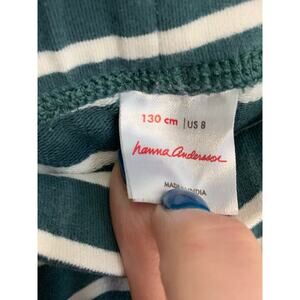 130 cm | US 8
hanna Andersson
MADE IN INDIA